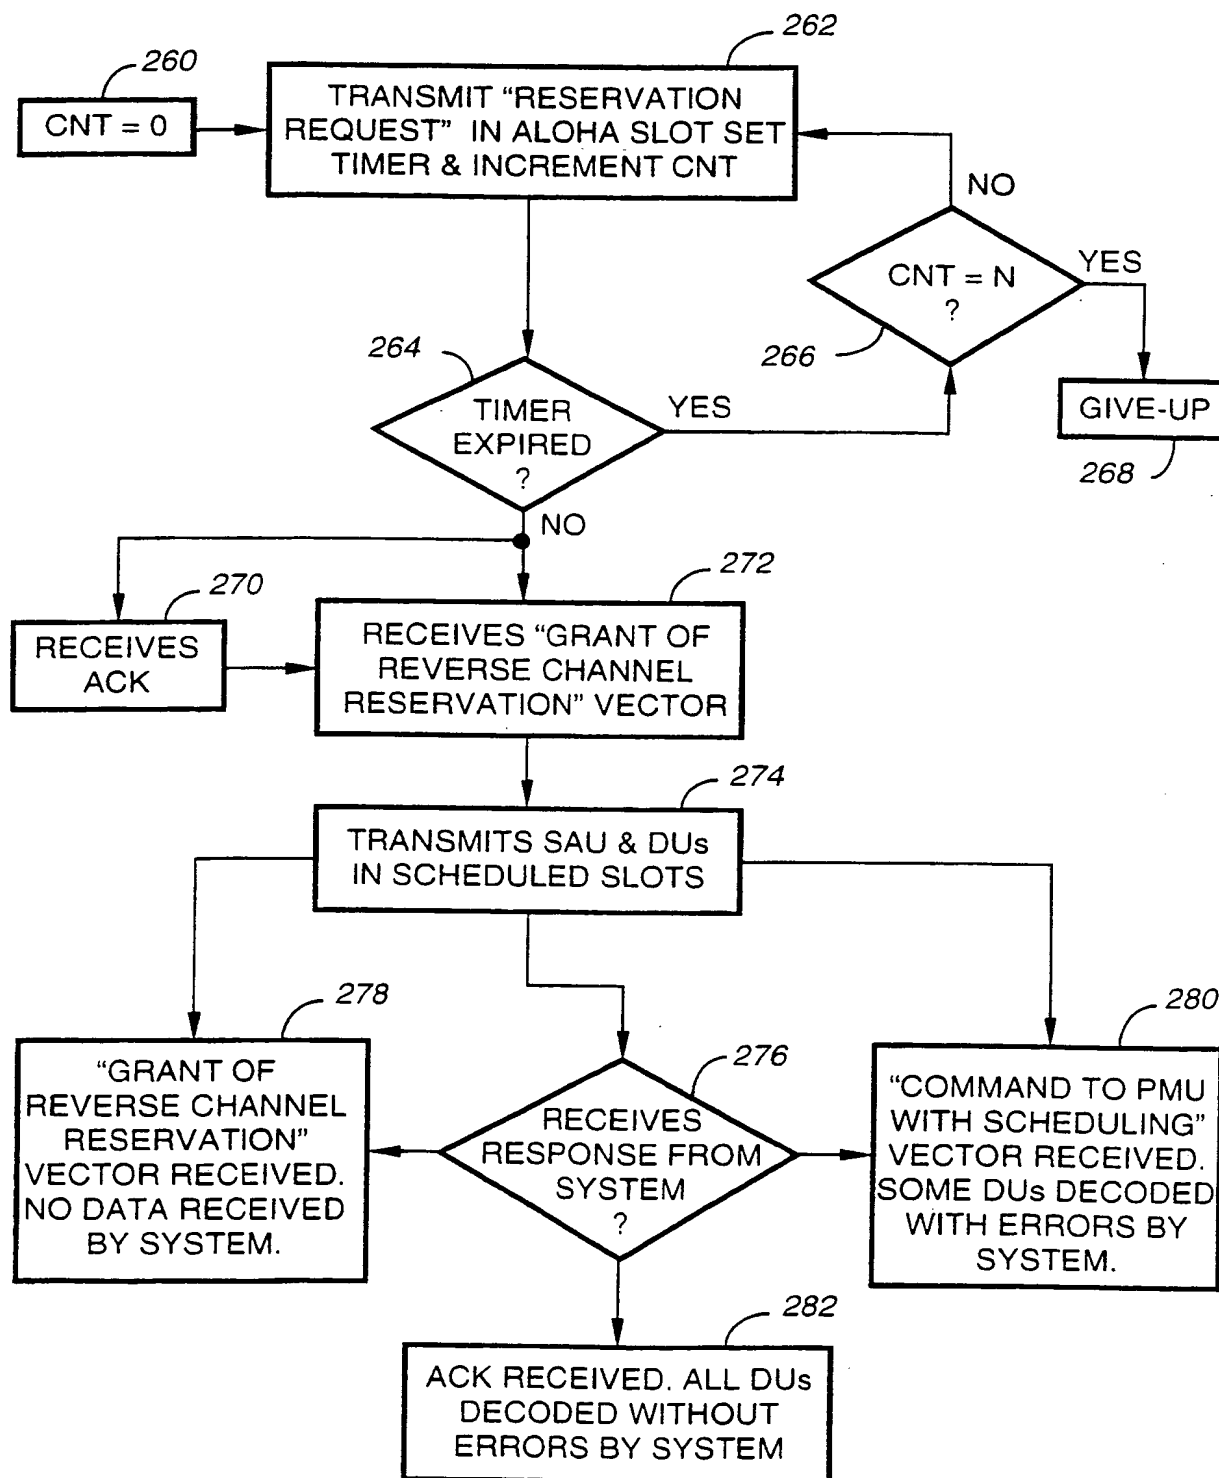 260
CNT = 0
262
TRANSMIT “RESERVATION
REQUEST” IN ALOHA SLOT SET
TIMER & INCREMENT CNT
NO
CNT = N
?
YES
266
264
TIMER
EXPIRED
?
YES
GIVE-UP
268
NO
270
RECEIVES
ACK
272
RECEIVES “GRANT OF
REVERSE CHANNEL
RESERVATION” VECTOR
274
TRANSMITS SAU & DUs
IN SCHEDULED SLOTS
278
“GRANT OF
REVERSE CHANNEL
RESERVATION”
VECTOR RECEIVED.
NO DATA RECEIVED
BY SYSTEM.
276
RECEIVES
RESPONSE FROM
SYSTEM
?
280
“COMMAND TO PMU
WITH SCHEDULING”
VECTOR RECEIVED.
SOME DUs DECODED
WITH ERRORS BY
SYSTEM.
282
ACK RECEIVED. ALL DUs
DECODED WITHOUT
ERRORS BY SYSTEM